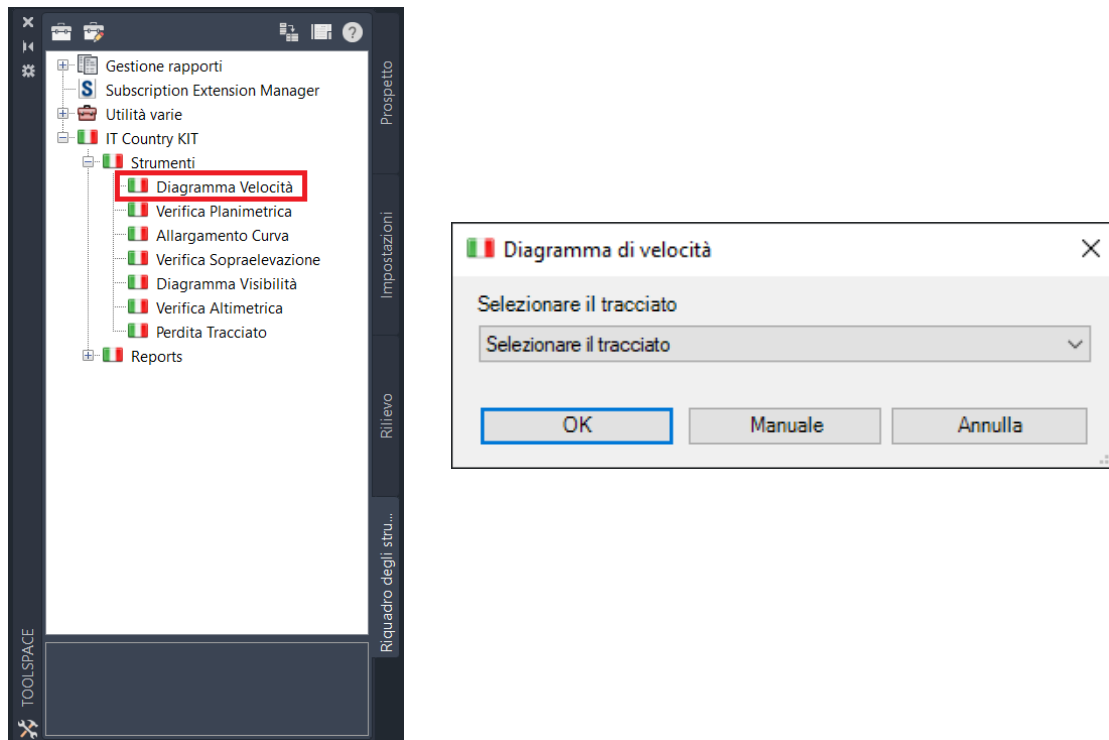 Gestione rapporti
Subscription Extension Manager
Utilità varie
IT Country KIT
Strumenti
Diagramma Velocità
Verifica Planimetrica
Allargamento Curva
Verifica Sopraelevazione
Diagramma Visibilità
Verifica Altimetrica
Perdita Tracciato
Reports
Prospetto
Impostazioni
Rilievo
Riquadro degli stru...
TOOLSPACE
Diagramma di velocità
Selezionare il tracciato
Selezionare il tracciato
OK
Manuale
Annulla